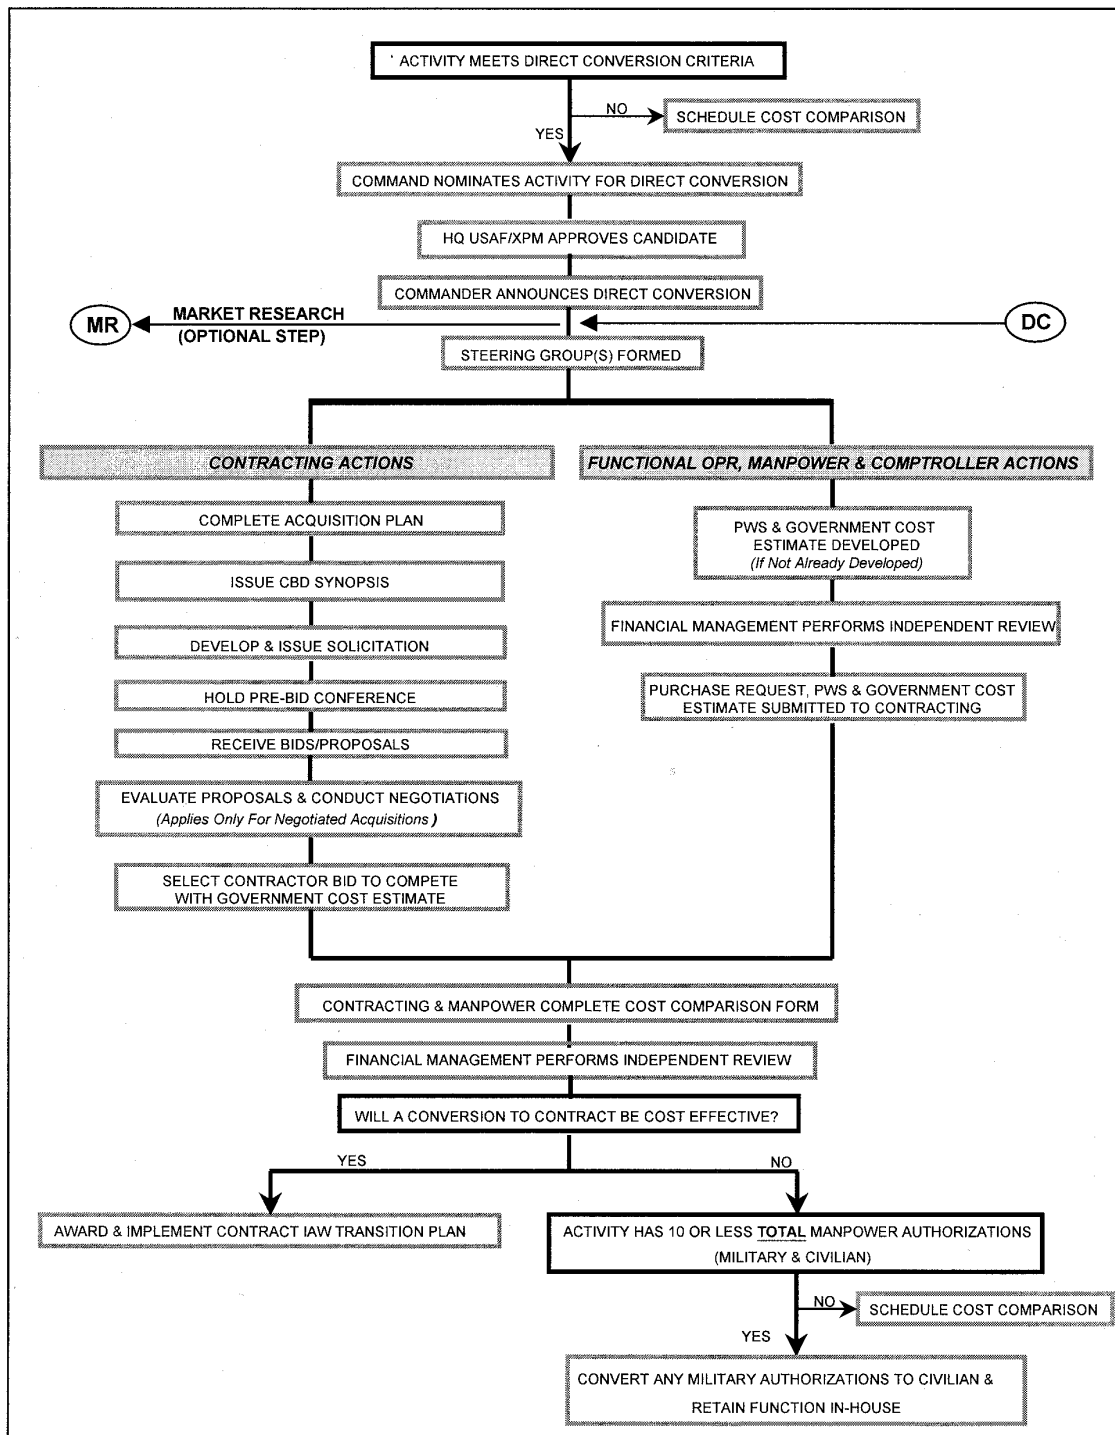 ACTIVITY MEETS DIRECT CONVERSION CRITERIA
NO
SCHEDULE COST COMPARISON
YES
COMMAND NOMINATES ACTIVITY FOR DIRECT CONVERSION
HQ USAF/XPM APPROVES CANDIDATE
COMMANDER ANNOUNCES DIRECT CONVERSION
MR
MARKET RESEARCH
(OPTIONAL STEP)
DC
STEERING GROUP(S) FORMED
CONTRACTING ACTIONS
COMPLETE ACQUISITION PLAN
ISSUE CBD SYNOPSIS
DEVELOP & ISSUE SOLICITATION
HOLD PRE-BID CONFERENCE
RECEIVE BIDS/PROPOSALS
EVALUATE PROPOSALS & CONDUCT NEGOTIATIONS
(Applies Only For Negotiated Acquisitions)
SELECT CONTRACTOR BID TO COMPETE
WITH GOVERNMENT COST ESTIMATE
FUNCTIONAL OPR, MANPOWER & COMPTROLLER ACTIONS
PWS & GOVERNMENT COST
ESTIMATE DEVELOPED
(If Not Already Developed)
FINANCIAL MANAGEMENT PERFORMS INDEPENDENT REVIEW
PURCHASE REQUEST, PWS & GOVERNMENT COST
ESTIMATE SUBMITTED TO CONTRACTING
CONTRACTING & MANPOWER COMPLETE COST COMPARISON FORM
FINANCIAL MANAGEMENT PERFORMS INDEPENDENT REVIEW
WILL A CONVERSION TO CONTRACT BE COST EFFECTIVE?
YES
NO
AWARD & IMPLEMENT CONTRACT IAW TRANSITION PLAN
ACTIVITY HAS 10 OR LESS TOTAL MANPOWER AUTHORIZATIONS
(MILITARY & CIVILIAN)
NO
SCHEDULE COST COMPARISON
YES
CONVERT ANY MILITARY AUTHORIZATIONS TO CIVILIAN &
RETAIN FUNCTION IN-HOUSE